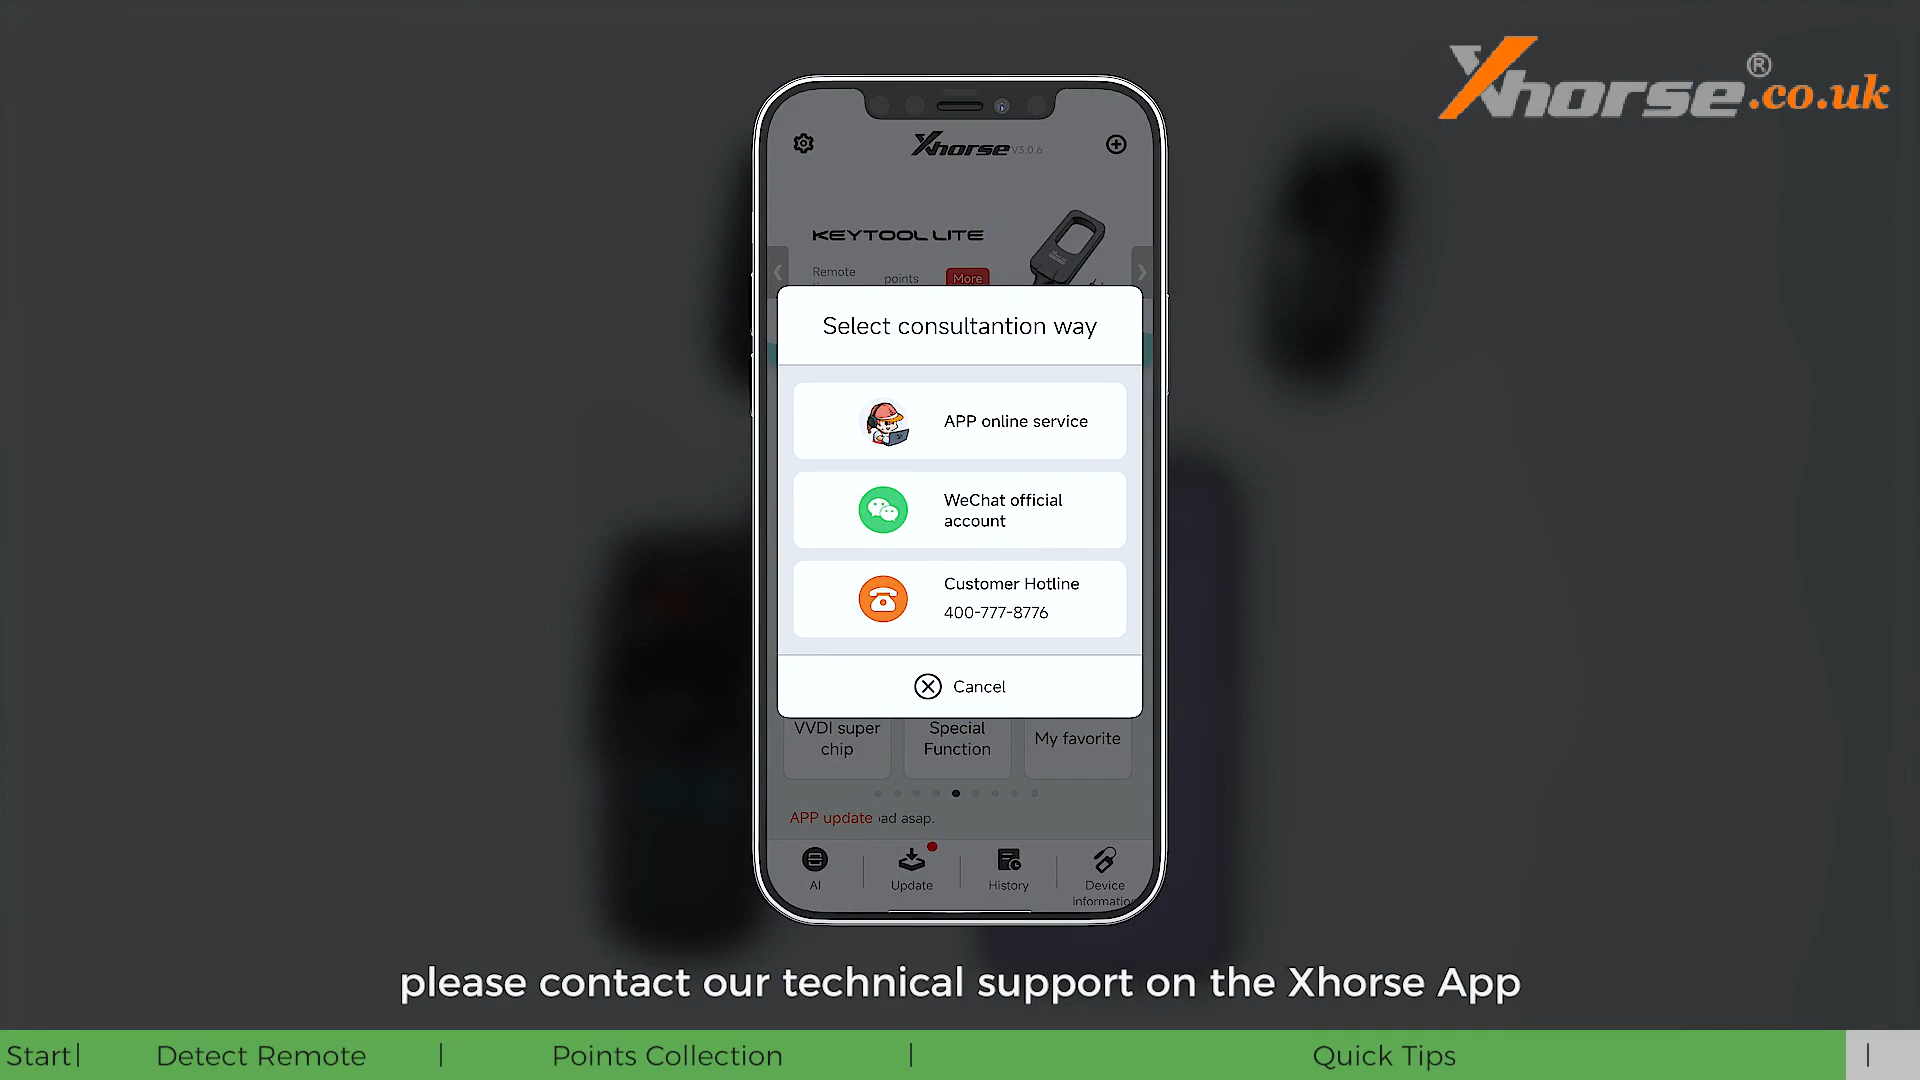 Xhorse®.co.uk
Xhorse V3.0.6
KEYTOOL LITE
Remote
points
More
Select consultantion way
APP online service
WeChat official
account
Customer Hotline
400-777-8776
Cancel
VVDI super
chip
Special
Function
My favorite
APP update
ad asap.
AI
Update
History
Device
Informatio
please contact our technical support on the Xhorse App
Start| Detect Remote | Points Collection | Quick Tips |